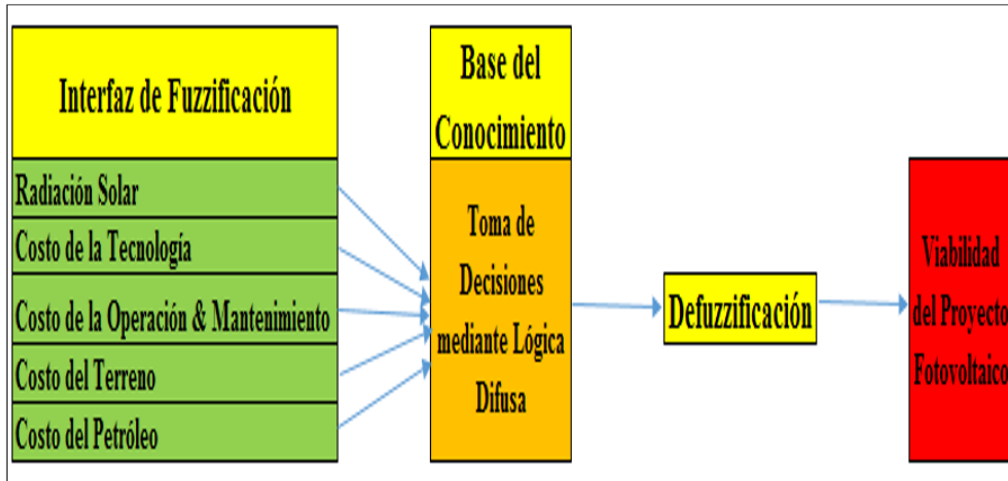 Interfaz de Fuzzificación
Radiación Solar
Costo de la Tecnología
Costo de la Operación & Mantenimiento
Costo del Terreno
Costo del Petróleo
Base del
Conocimiento
Toma de
Decisiones
mediante Lógica
Difusa
Defuzzificación
Viabilidad
del Proyecto
Fotovoltaico